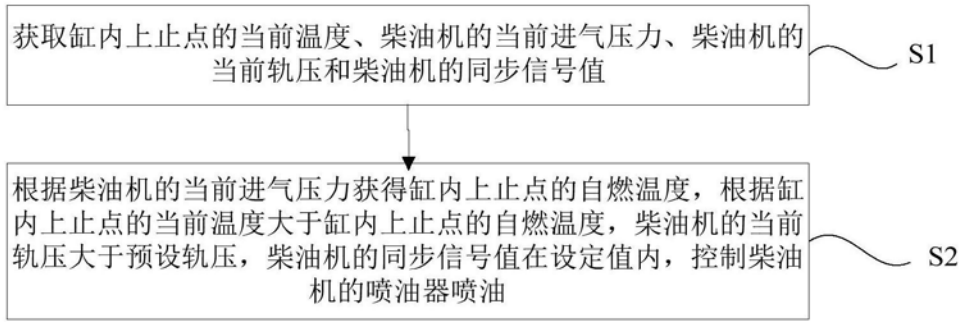 获取缸内上止点的当前温度、柴油机的当前进气压力、柴油机的
当前轨压和柴油机的同步信号值
S1
根据柴油机的当前进气压力获得缸内上止点的自燃温度，根据缸
内上止点的当前温度大于缸内上止点的自燃温度，柴油机的当前
轨压大于预设轨压，柴油机的同步信号值在设定值内，控制柴油
机的喷油器喷油
S2